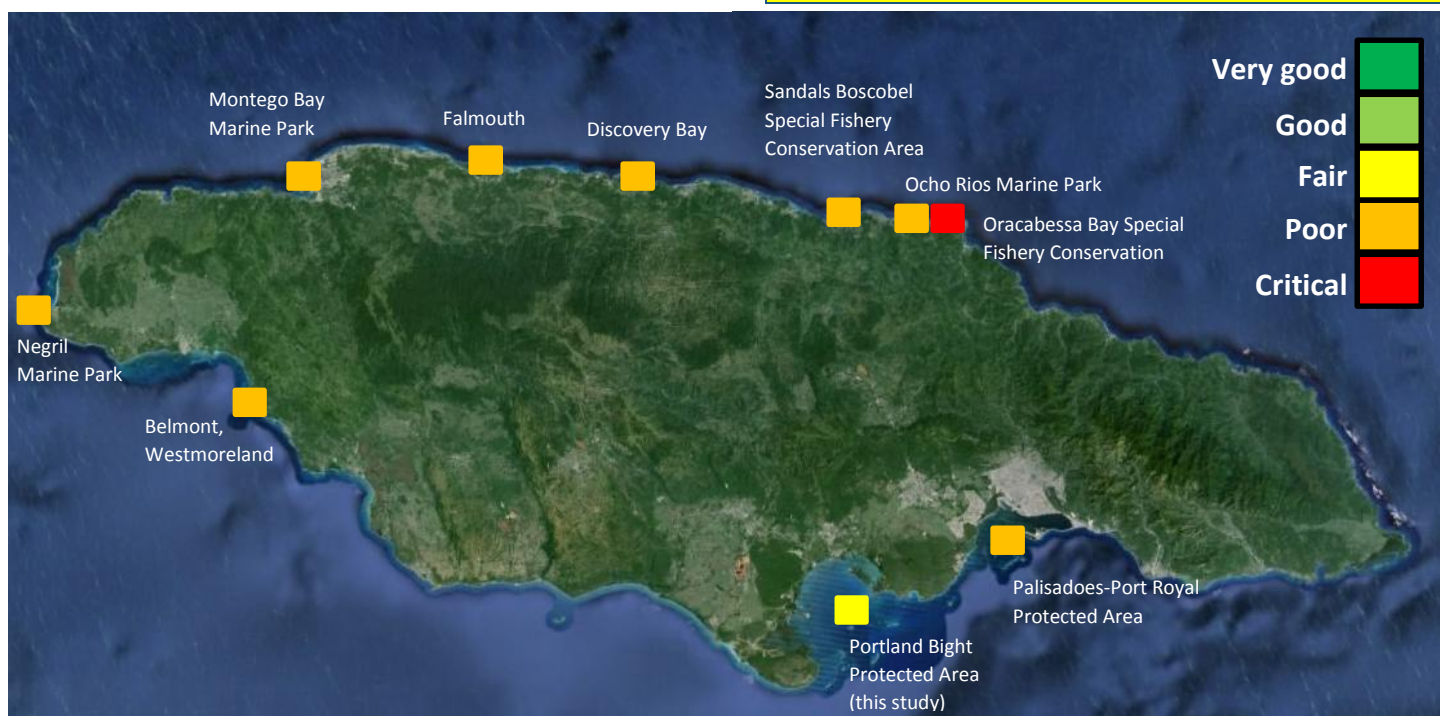 Very good
Good
Fair
Poor
Critical
Montego Bay
Marine Park
Falmouth
Discovery Bay
Sandals Boscobel
Special Fishery
Conservation Area
Ocho Rios Marine Park
Oracabessa Bay Special
Fishery Conservation
Negril
Marine Park
Belmont,
Westmoreland
Palisadoes-Port Royal
Protected Area
Portland Bight
Protected Area
(this study)